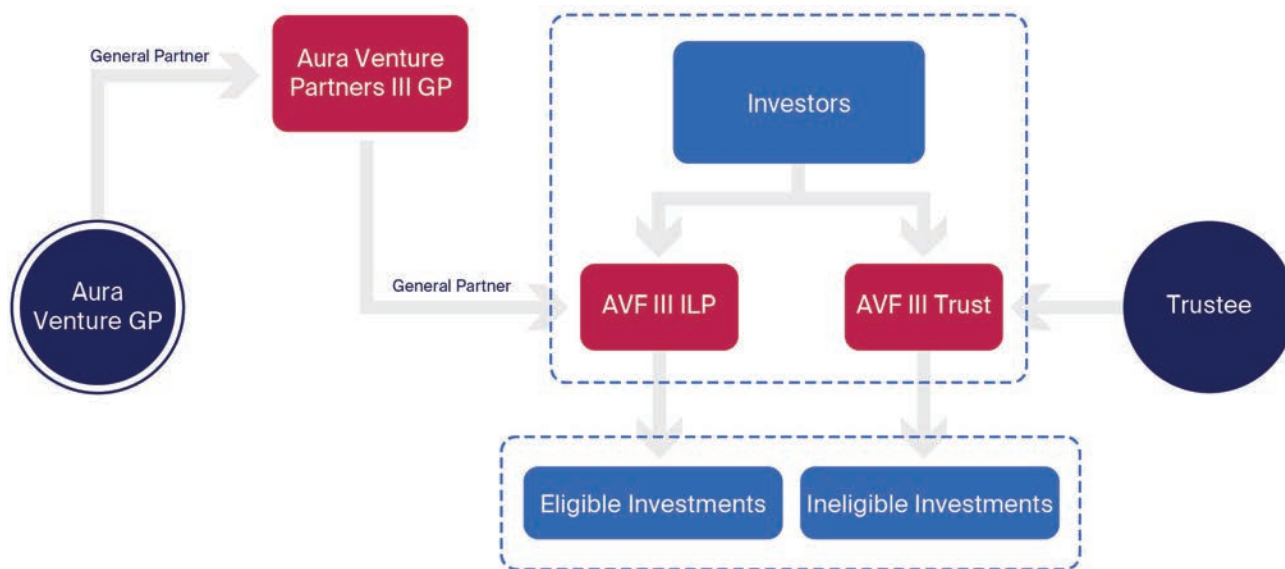 General Partner
Aura Venture
Partners III GP
Investors
Aura
Venture GP
General Partner
AVF III ILP
AVF III Trust
Trustee
Eligible Investments
Ineligible Investments